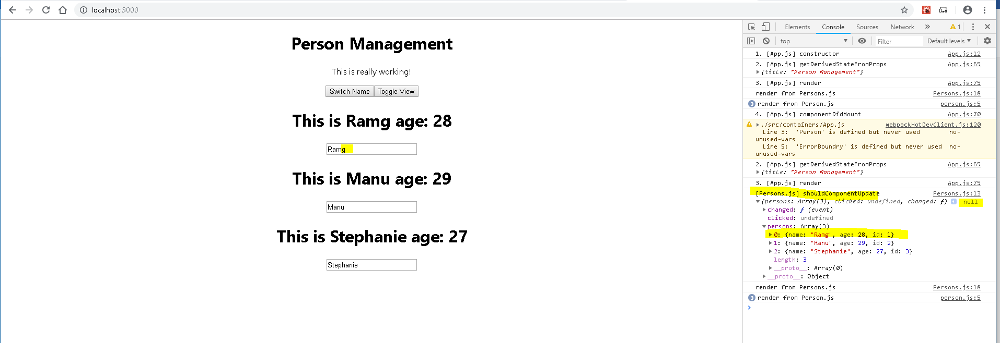 localhost:3000
Person Management
This is really working!
Switch Name Toggle View
This is Ramg age: 28
Ramg
This is Manu age: 29
Manu
This is Stephanie age: 27
Stephanie
Elements Console Sources Network » 1
top Filter Default levels
1. [App.js] constructor App.js:12
2. [App.js] getDerivedStateFromProps App.js:65
{title: "Person Management"}
3. [App.js] render App.js:75
render from Persons.js Persons.js:18
3 render from Person.js person.js:5
4. [App.js] componentDidMount App.js:70
./src/containers/App.js webpackHotDevClient.js:120
Line 3: 'Person' is defined but never used no-
unused-vars
Line 5: 'ErrorBoundry' is defined but never used no-
unused-vars
2. [App.js] getDerivedStateFromProps App.js:65
{title: "Person Management"}
3. [App.js] render App.js:75
[Persons.js] shouldComponentUpdate Persons.js:13
{persons: Array(3), clicked: undefined, changed: ƒ} i null
changed: ƒ (event)
clicked: undefined
persons: Array(3)
0: {name: "Ramg", age: 28, id: 1}
1: {name: "Manu", age: 29, id: 2}
2: {name: "Stephanie", age: 27, id: 3}
length: 3
__proto__: Array(0)
__proto__: Object
render from Persons.js Persons.js:18
3 render from Person.js person.js:5